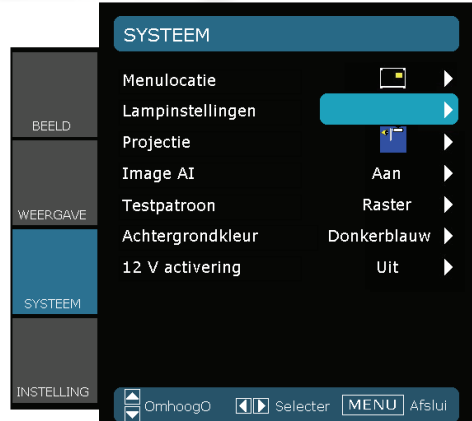 SYSTEEM
Menulocatie
Lampinstellingen
Projectie
Image AI Aan
Testpatroon Raster
Achtergrondkleur Donkerblauw
12 V activering Uit
BEELD
WEERGAVE
SYSTEEM
INSTELLING
OmhoogO Selecter MENU Afslui